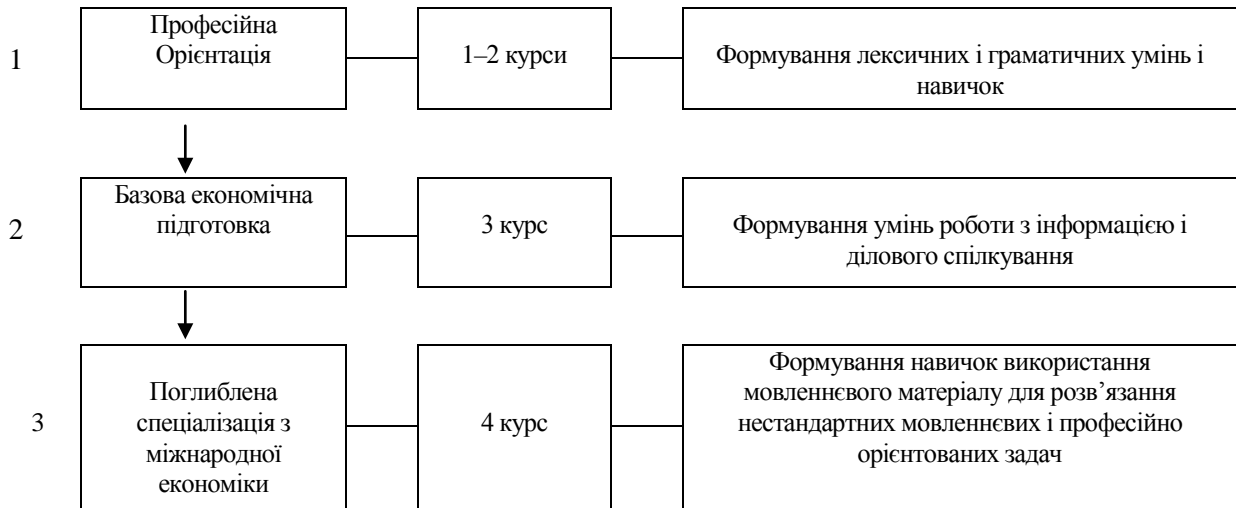 1
Професійна
Орієнтація
1–2 курси
Формування лексичних і граматичних умінь і
навичок
2
Базова економічна
підготовка
3 курс
Формування умінь роботи з інформацією і
ділового спілкування
3
Поглиблена
спеціалізація з
міжнародної
економіки
4 курс
Формування навичок використання
мовленнєвого матеріалу для розв’язання
нестандартних мовленнєвих і професійно
орієнтованих задач